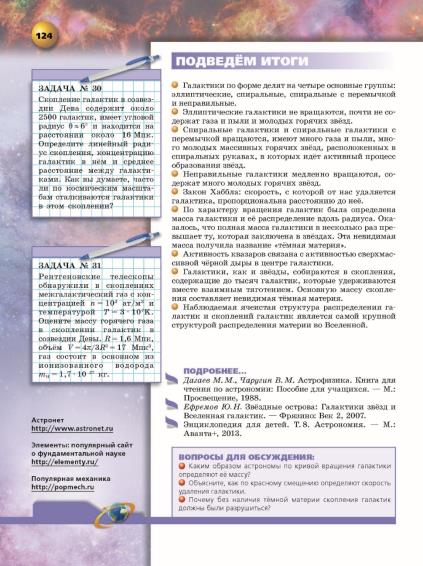 124
ЗАДАЧА № 30
Скопление галактик в созвез-
дии Дева содержит около
2500 галактик, имеет угловой
радиус δ ≈ 6° и находится на
расстоянии около 16 Мпк.
Определите линейный ради-
ус скопления, концентрацию
галактик в нём и среднее
расстояние между галакти-
ками. Как вы думаете, часто
ли по космическим масшта-
бам сталкиваются галактики
в этом скоплении?
ЗАДАЧА № 31
Рентгеновские телескопы
обнаружили в скоплениях
межгалактический газ с кон-
центрацией
температурой
Оцените массу горячего газа
в скоплении галактик в
созвездии Девы. R = 1,6 Мпк,
объём V = 4π/3R³ = 17 Мпс³,
газ состоит в основном из
ионизованного водорода
кг.
Астронет
http://www.astronet.ru
Элементы: популярный сайт
о фундаментальной науке
http://elementy.ru/
Популярная механика
http://popmech.ru
ПОДВЕДЁМ ИТОГИ
Галактики по форме делят на четыре основные группы:
эллиптические, спиральные, спиральные с перемычкой
и неправильные.
Эллиптические галактики не вращаются, почти не со-
держат газа и пыли и молодых горячих звёзд.
Спиральные галактики и спиральные галактики с
перемычкой вращаются, имеют много газа и пыли, мно-
го молодых массивных горячих звёзд, расположенных в
спиральных рукавах, в которых идёт активный процесс
образования звёзд.
Неправильные галактики медленно вращаются, со-
держат много молодых горячих звёзд.
Закон Хаббла: скорость, с которой от нас удаляется
галактика, пропорциональна расстоянию до неё.
По характеру вращения галактик была определена
масса галактики и её распределение вдоль радиуса. Ока-
залось, что полная масса галактики в несколько раз пре-
вышает ту, которая заключена в звёздах. Эта невидимая
масса получила название «тёмная материя».
Активность квазаров связана с активностью сверхмас-
сивной чёрной дыры в центре галактики.
Галактики, как и звёзды, собираются в скопления,
содержащие до тысяч галактик, которые удерживаются
вместе взаимным тяготением. Основную массу скопле-
ния составляет невидимая тёмная материя.
Наблюдаемая ячеистая структура распределения га-
лактик и скоплений галактик является самой крупной
структурой распределения материи во Вселенной.
ПОДРОБНЕЕ...
Дагаев М. М., Чаругин В. М. Астрофизика. Книга для
чтения по астрономии: Пособие для учащихся. — М.:
Просвещение, 1988.
Ефремов Ю. Н. Звёздные острова: Галактики звёзд и
Вселенная галактик. — Фрязино: Век 2, 2007.
Энциклопедия для детей. Т. 8. Астрономия. — М.:
Аванта+, 2013.
ВОПРОСЫ ДЛЯ ОБСУЖДЕНИЯ:
Каким образом астрономы по кривой вращения галактики
определяют её массу?
Объясните, как по красному смещению определяют скорость
удаления галактики.
Почему без наличия тёмной материи скопления галактик
должны были разрушиться?